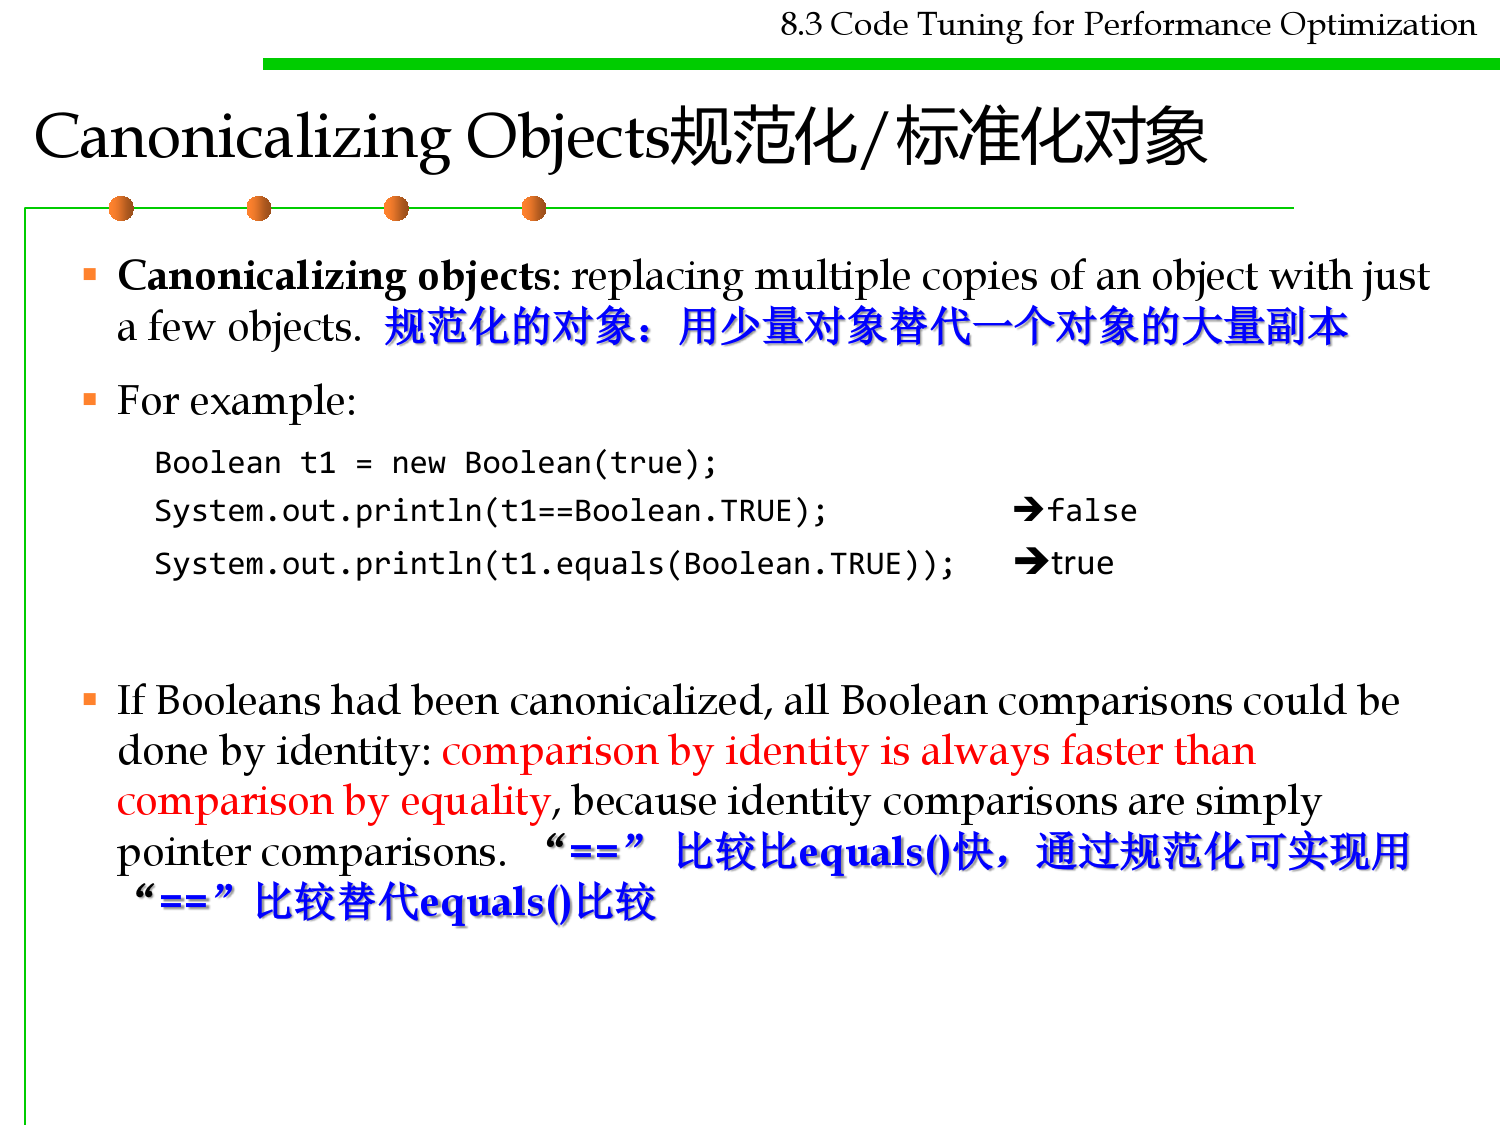 8.3 Code Tuning for Performance Optimization
Canonicalizing Objects规范化/标准化对象
▪ Canonicalizing objects: replacing multiple copies of an object with just
a few objects. 规范化的对象：用少量对象替代一个对象的大量副本
▪ For example:
Boolean t1 = new Boolean(true);
System.out.println(t1==Boolean.TRUE); ➔false
System.out.println(t1.equals(Boolean.TRUE)); ➔true
▪ If Booleans had been canonicalized, all Boolean comparisons could be
done by identity: comparison by identity is always faster than
comparison by equality, because identity comparisons are simply
pointer comparisons. “==” 比较比equals()快，通过规范化可实现用
“==”比较替代equals()比较